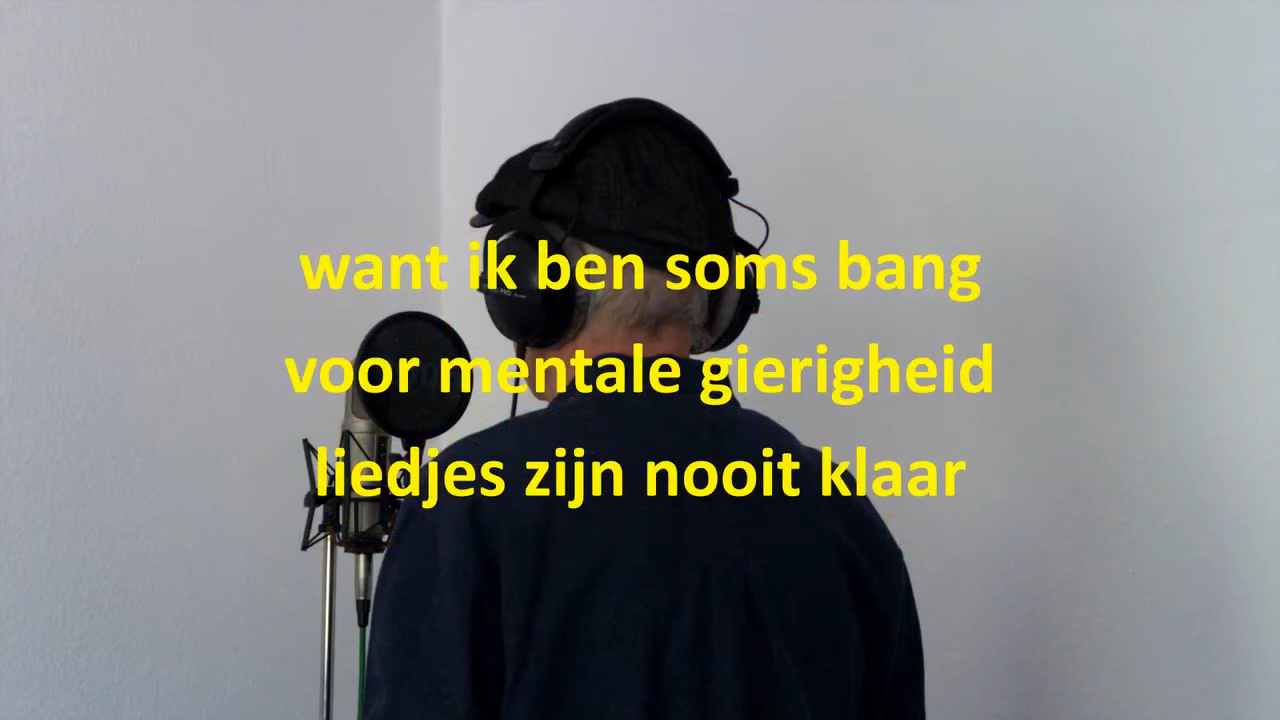 want ik ben soms bang
voor mentale gierigheid
liedjes zijn nooit klaar